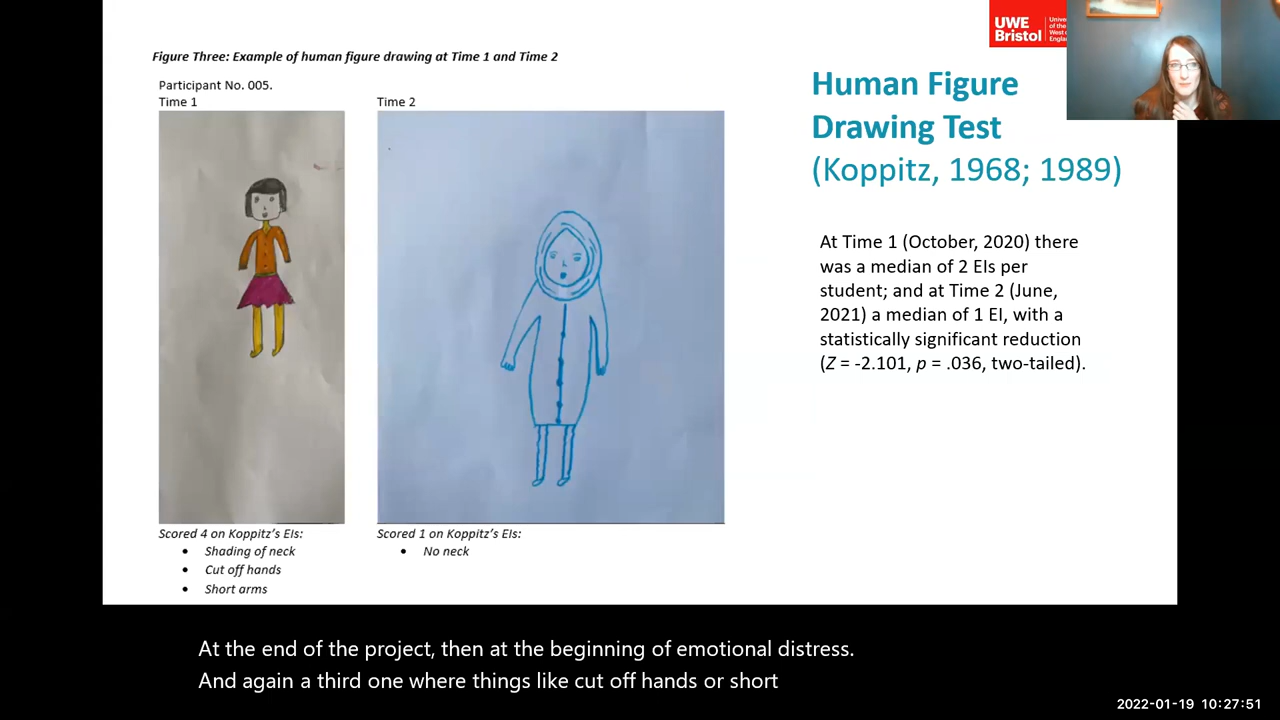 UWE
Bristol
Univer
of the
West o
Englan
Figure Three: Example of human figure drawing at Time 1 and Time 2
Participant No. 005.
Time 1
Time 2
Human Figure
Drawing Test
(Koppitz, 1968; 1989)
At Time 1 (October, 2020) there
was a median of 2 EIs per
student; and at Time 2 (June,
2021) a median of 1 EI, with a
statistically significant reduction
(Z = -2.101, p = .036, two-tailed).
Scored 4 on Koppitz's EIs:
• Shading of neck
• Cut off hands
• Short arms
Scored 1 on Koppitz's EIs:
• No neck
At the end of the project, then at the beginning of emotional distress.
And again a third one where things like cut off hands or short
2022-01-19 10:27:51